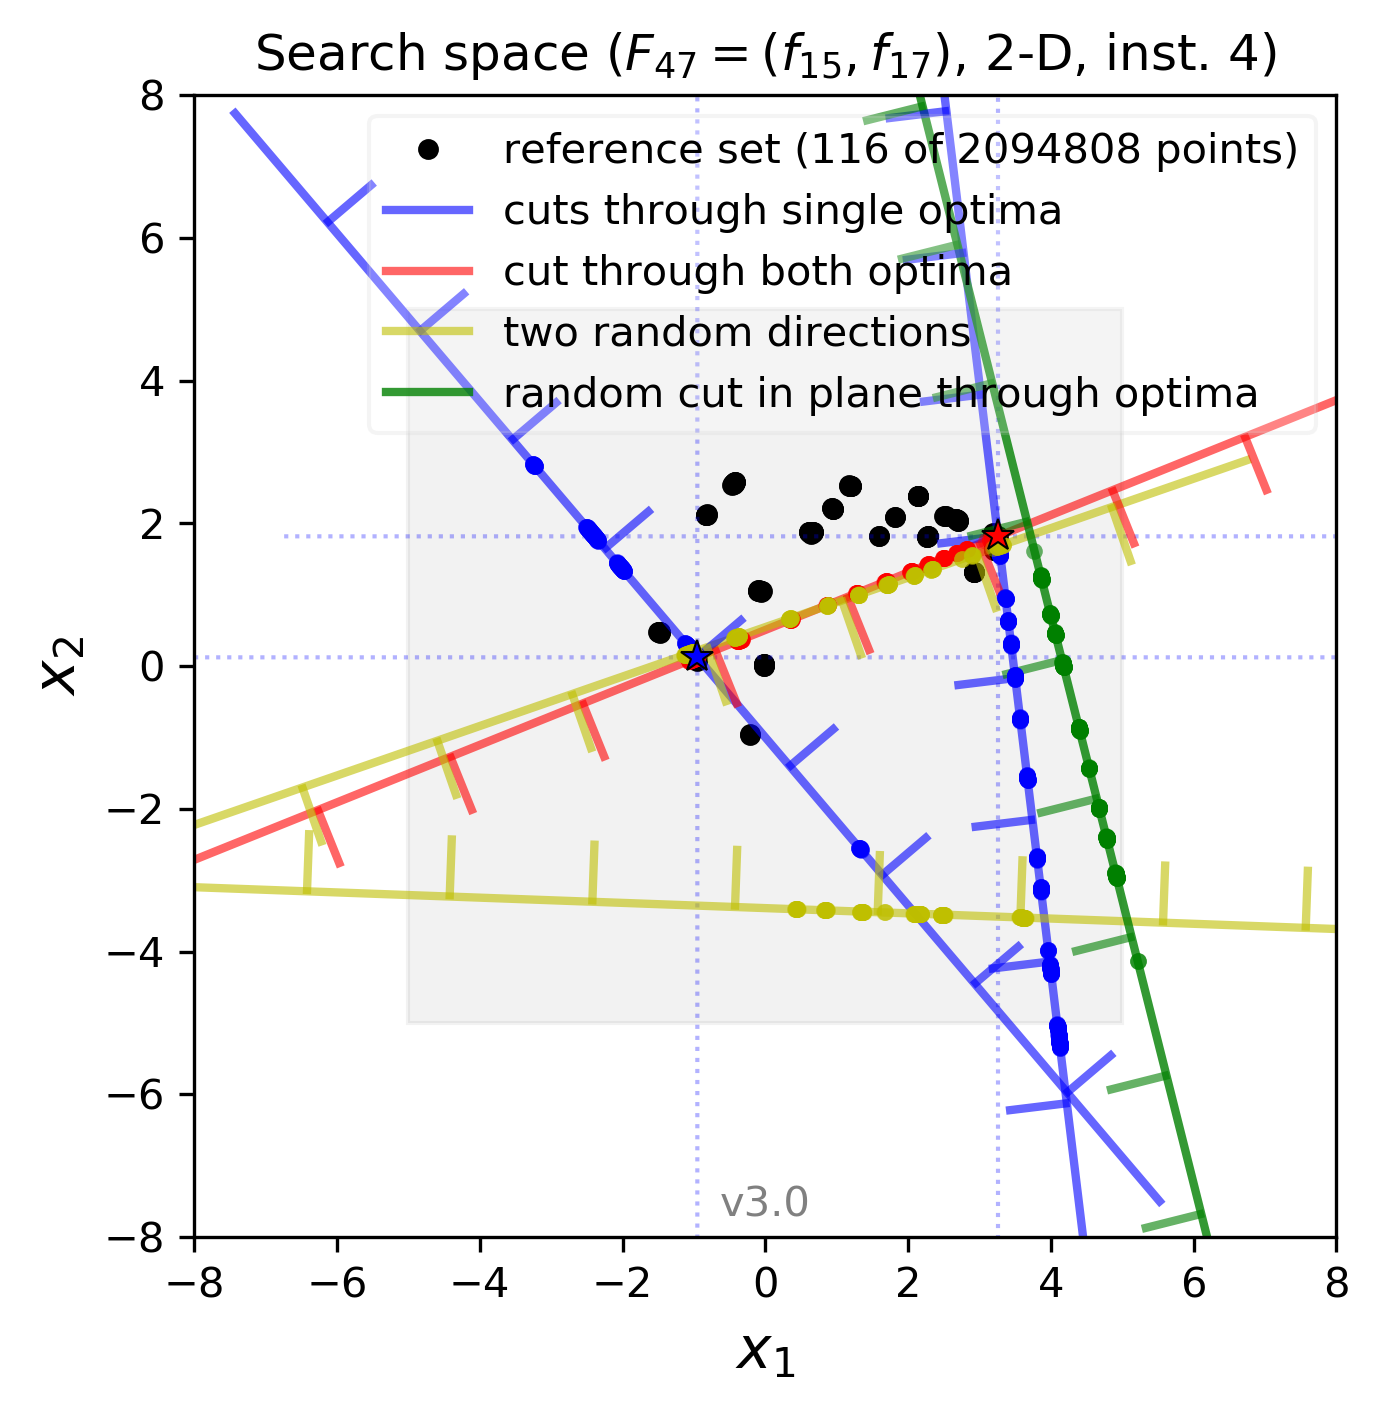 Search space (F₄₇ = (f₁₅, f₁₇), 2-D, inst. 4)
reference set (116 of 2094808 points)
cuts through single optima
cut through both optima
two random directions
random cut in plane through optima
8
6
4
2
0
−2
−4
−6
−8
x₂
v3.0
−8 −6 −4 −2 0 2 4 6 8
x₁